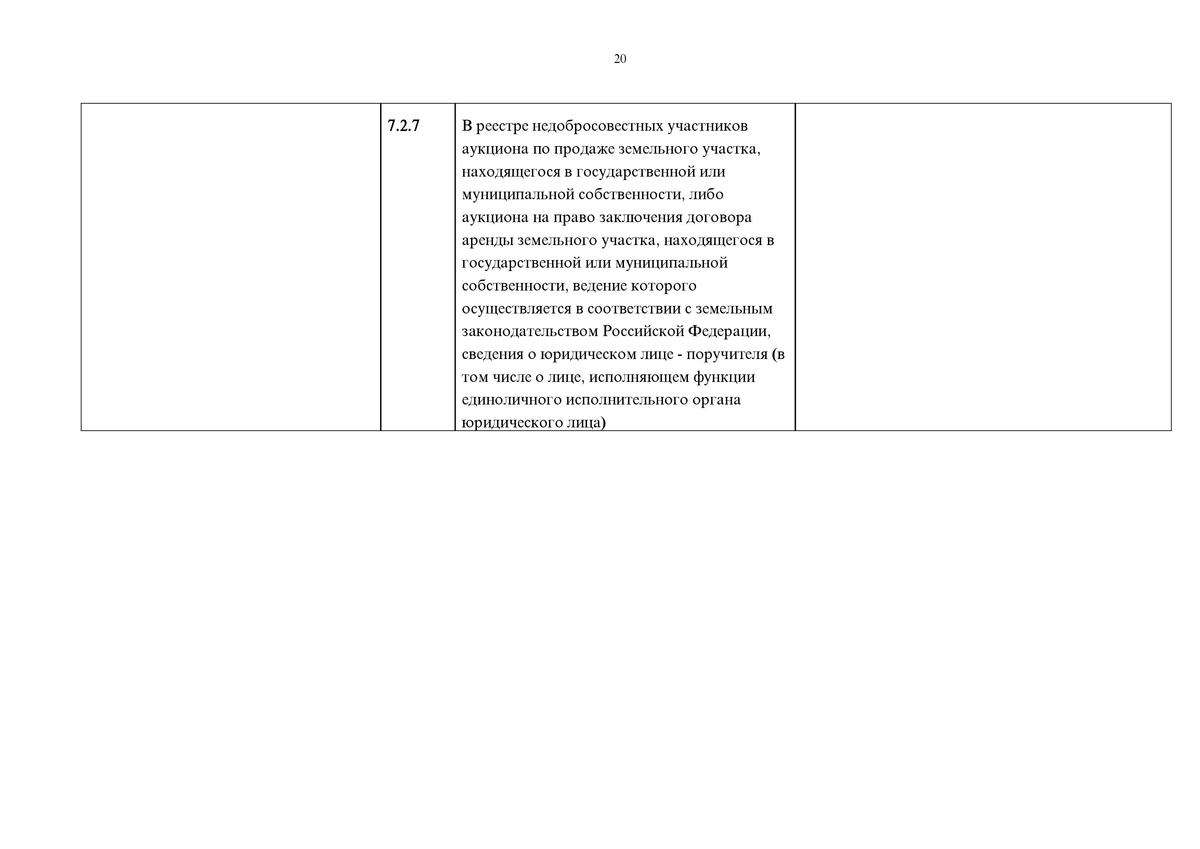 20
7.2.7
В реестре недобросовестных участников
аукциона по продаже земельного участка,
находящегося в государственной или
муниципальной собственности, либо
аукциона на право заключения договора
аренды земельного участка, находящегося в
государственной или муниципальной
собственности, ведение которого
осуществляется в соответствии с земельным
законодательством Российской Федерации,
сведения о юридическом лице - поручителя (в
том числе о лице, исполняющем функции
единоличного исполнительного органа
юридического лица)